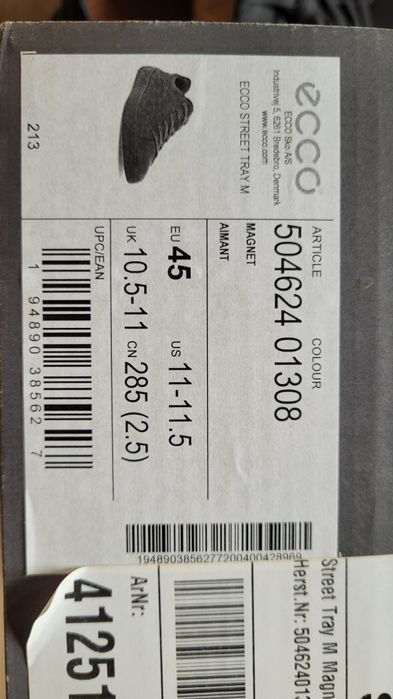 ecco
ECCO Sko A/S
Industrivej 5, 6261 Bredebro, Denmark
www.ecco.com
ECCO STREET TRAY M
213
ARTICLE COLOUR
504624 01308
MAGNET
AIMANT
EU 45 US 11-11.5
UK 10.5-11 CN 285 (2.5)
UPC/EAN
1 94890 38562 7
1948903856277200400428969
Street Tray M Magn
Herst.Nr: 50462401
ArNr:
41251